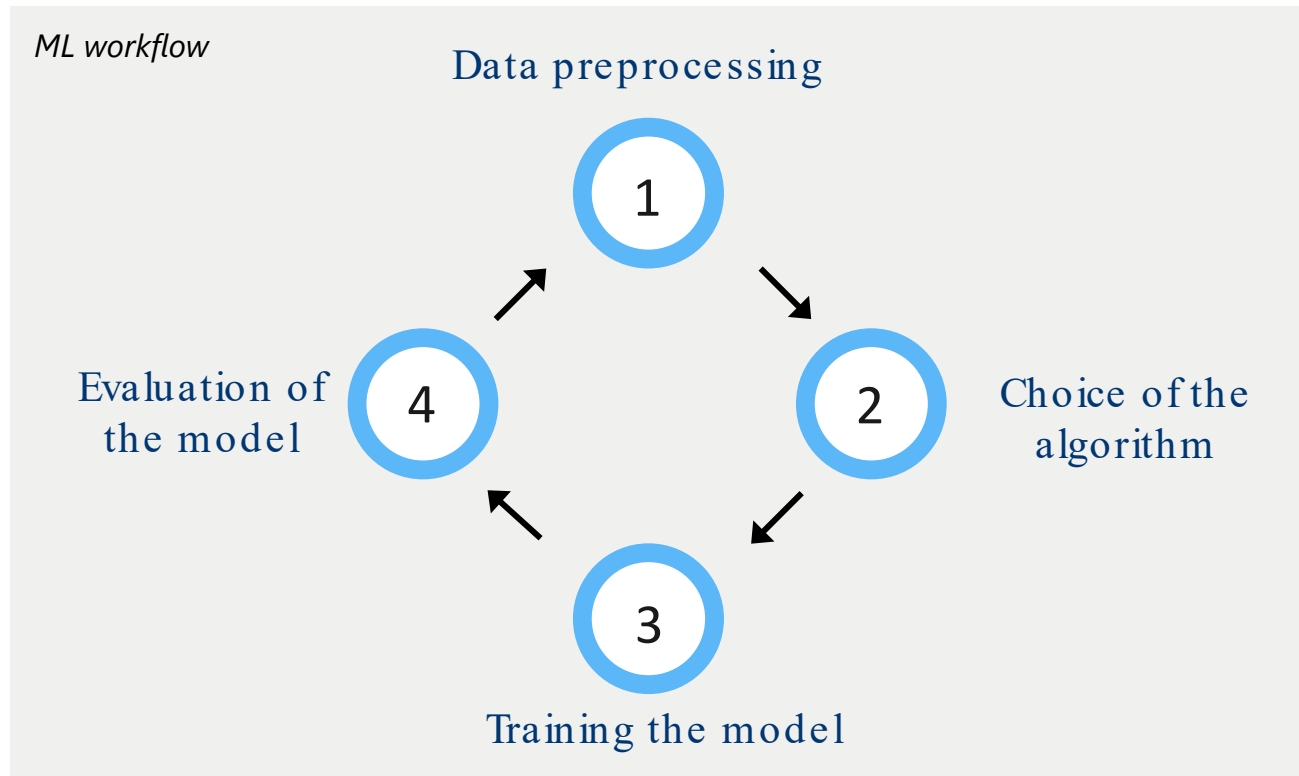 ML workflow
Data preprocessing
1
Evaluation of
the model
4
2
Choice of the
algorithm
3
Training the model